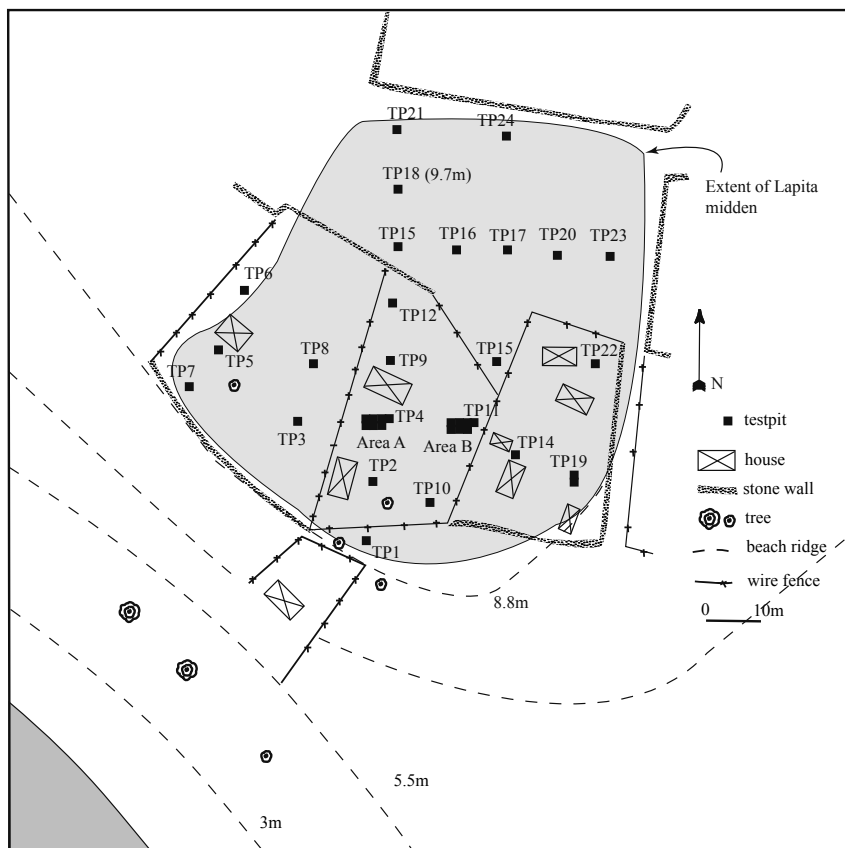 TP21
TP24
TP18 (9.7m)
Extent of Lapita
midden
TP15
TP16
TP17
TP20
TP23
TP6
TP12
TP5
TP8
TP9
TP15
TP22
TP7
N
TP3
TP4
TP11
testpit
Area A
Area B
TP14
house
TP2
TP19
stone wall
TP10
tree
TP1
beach ridge
wire fence
8.8m
0 10m
5.5m
3m